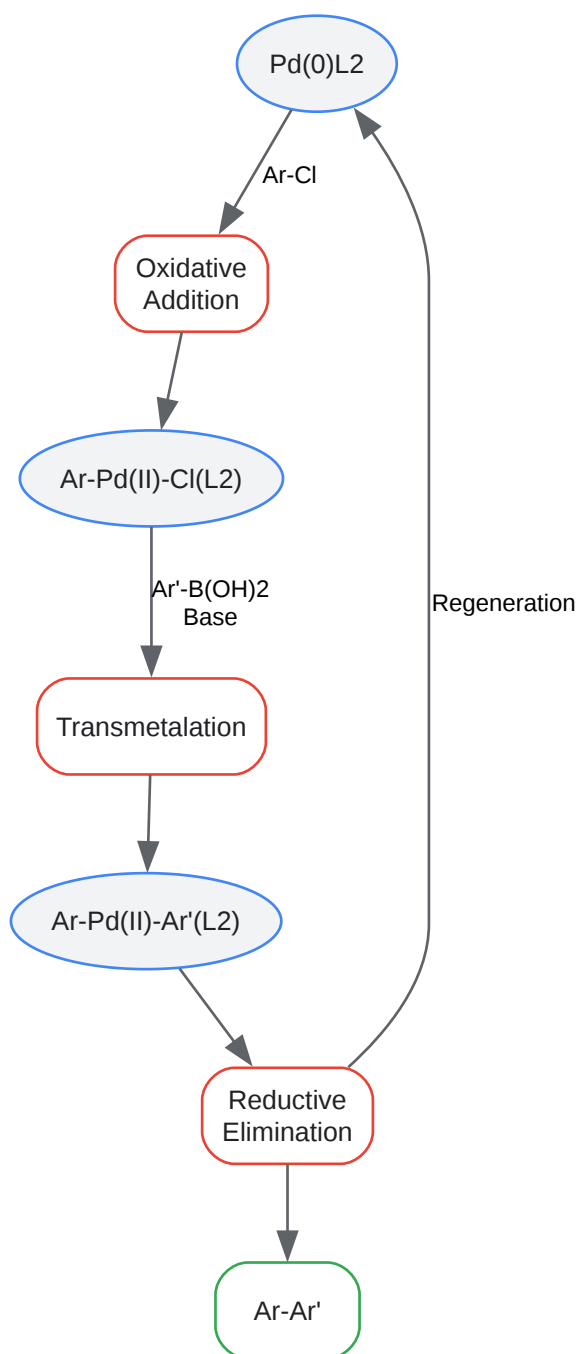 Pd(0)L2
Ar-Cl
Oxidative
Addition
Ar-Pd(II)-Cl(L2)
Ar'-B(OH)2
Base
Regeneration
Transmetalation
Ar-Pd(II)-Ar'(L2)
Reductive
Elimination
Ar-Ar'